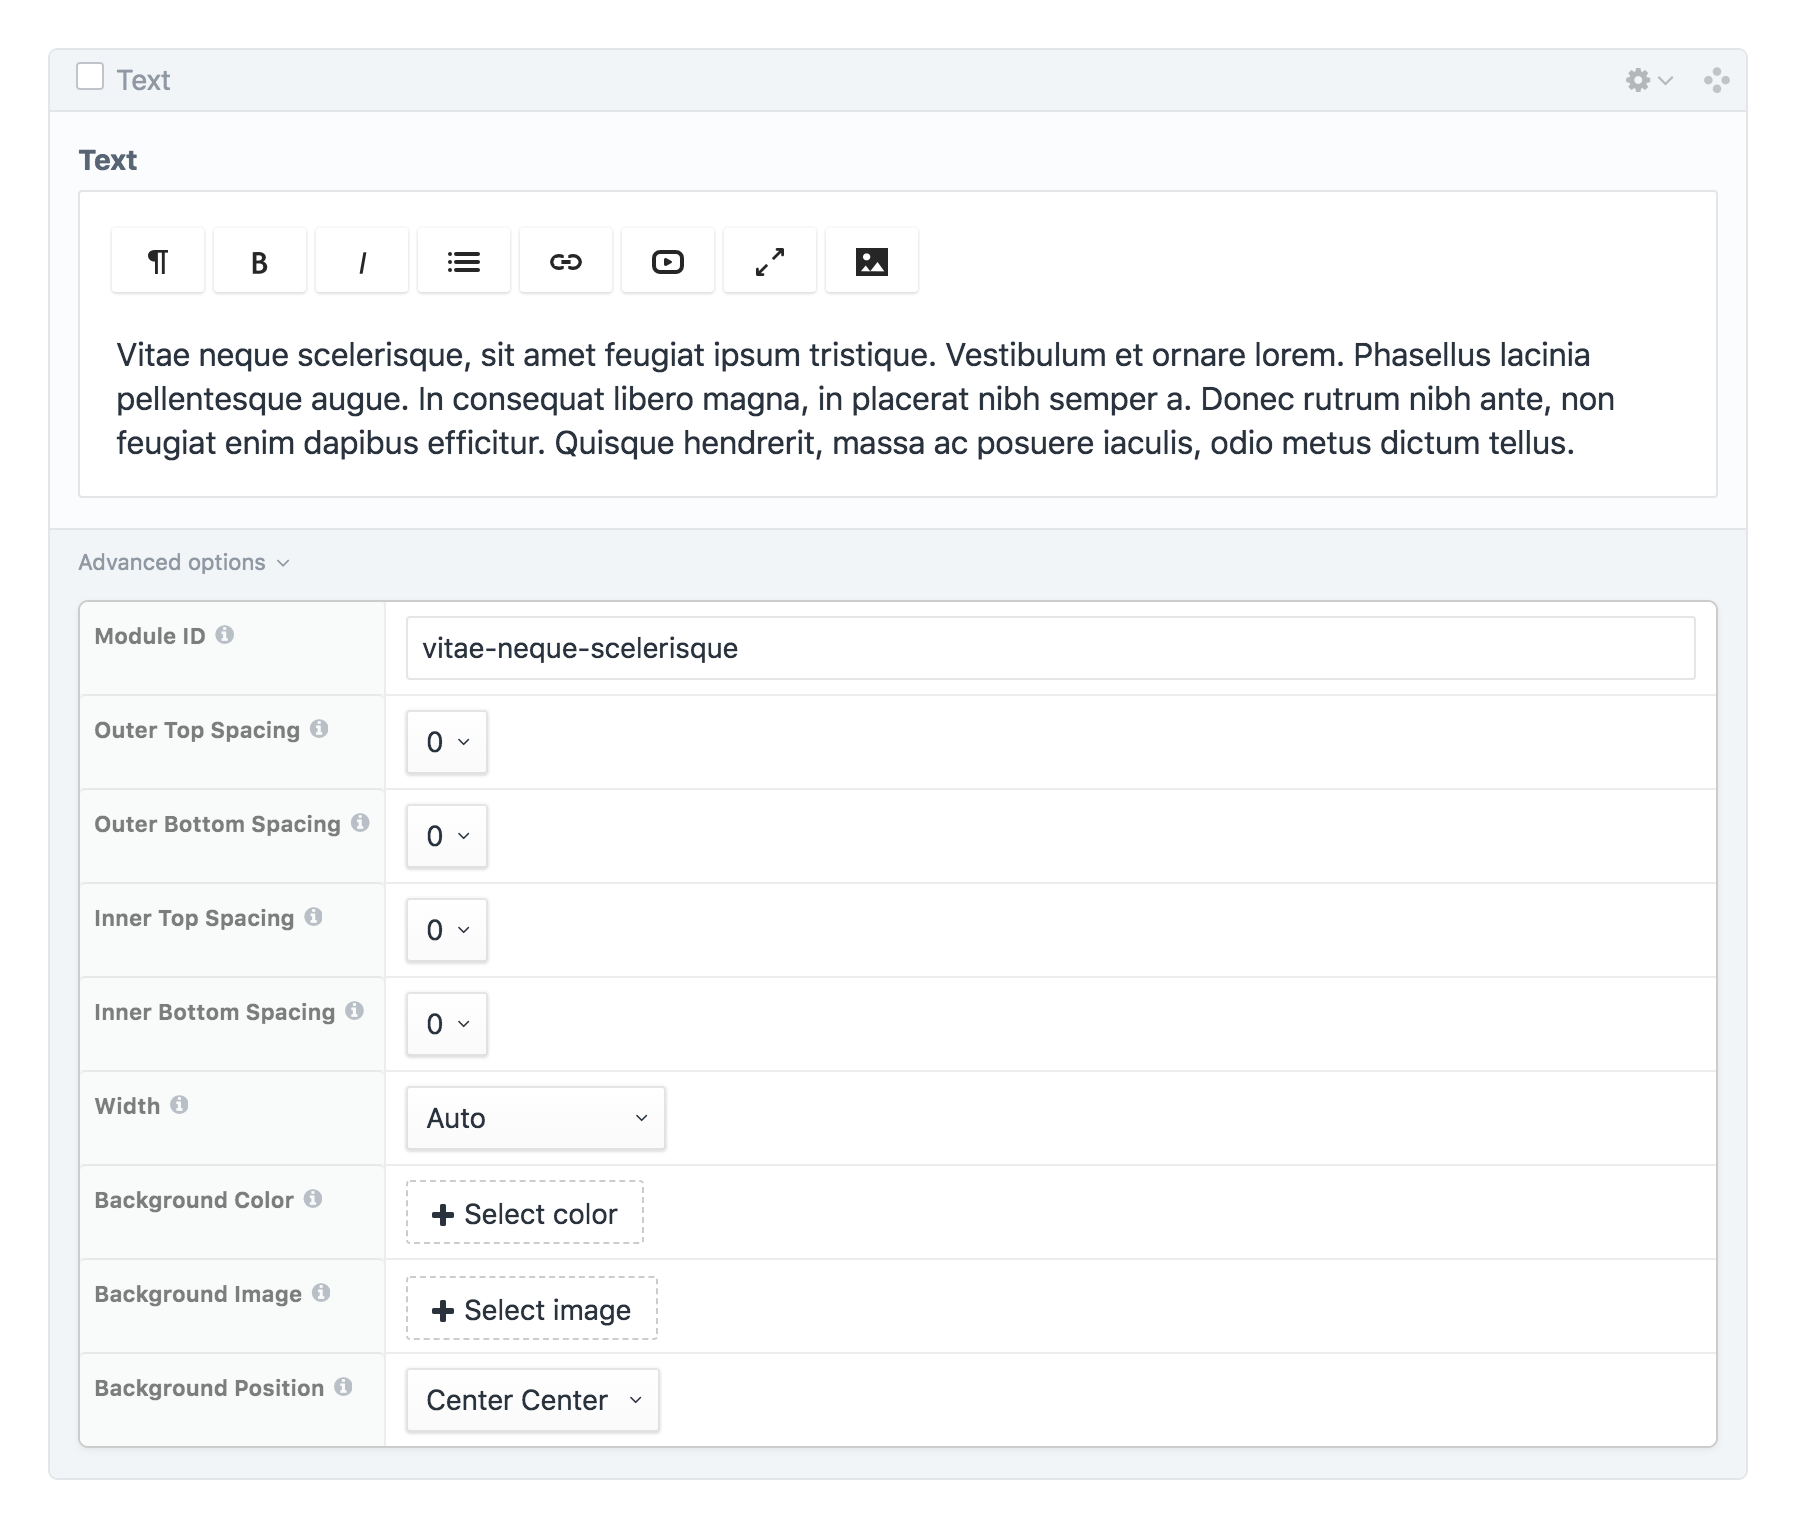 Text
Text
B
I
Vitae neque scelerisque, sit amet feugiat ipsum tristique. Vestibulum et ornare lorem. Phasellus lacinia
pellentesque augue. In consequat libero magna, in placerat nibh semper a. Donec rutrum nibh ante, non
feugiat enim dapibus efficitur. Quisque hendrerit, massa ac posuere iaculis, odio metus dictum tellus.
Advanced options
Module ID
vitae-neque-scelerisque
Outer Top Spacing
0
Outer Bottom Spacing
0
Inner Top Spacing
0
Inner Bottom Spacing
0
Width
Auto
Background Color
Select color
Background Image
Select image
Background Position
Center Center